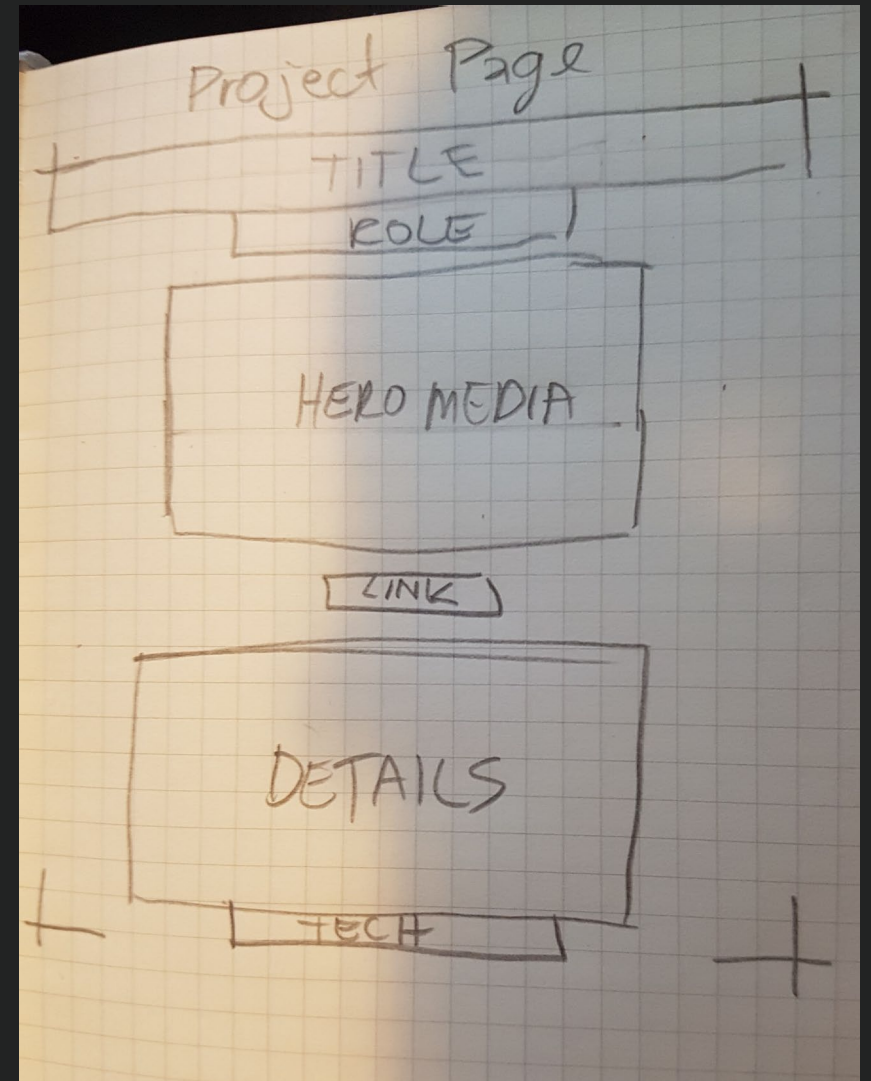 Project Page
TITLE
ROLE
HERO MEDIA
LINK
DETAILS
TECH